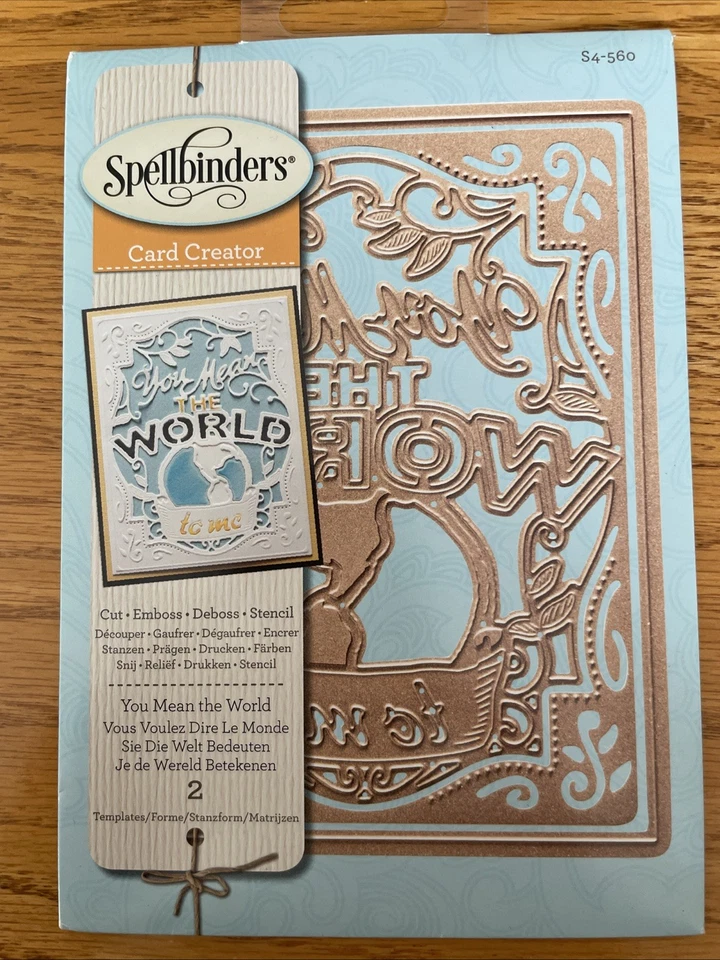 S4-560
Spellbinders®
Card Creator
You Mean
THE
WORLD
to me
Cut • Emboss • Deboss • Stencil
Découper • Gaufrer • Dégaufrer • Encrer
Stanzen • Prägen • Drucken • Färben
Snij • Reliëf • Drukken • Stencil
You Mean the World
Vous Voulez Dire Le Monde
Sie Die Welt Bedeuten
Je de Wereld Betekenen
2
Templates/Forme/Stanzform/Matrijzen